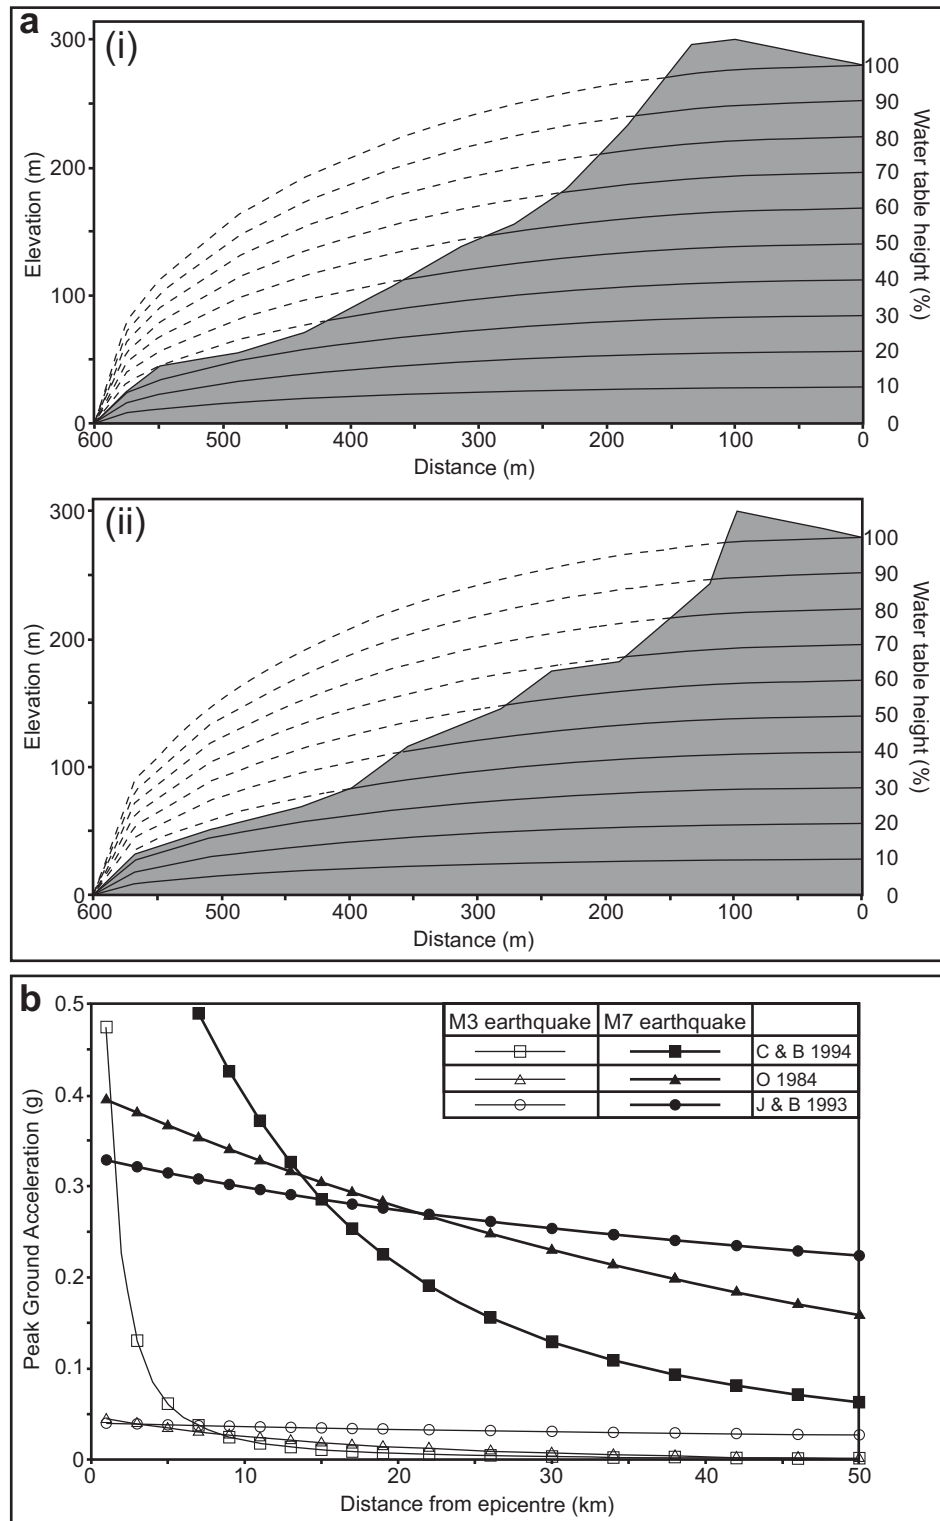 a
(i)
Elevation (m)
300
200
100
0
600 500 400 300 200 100 0
Distance (m)
100
90
80
70
60
50
40
30
20
10
0
Water table height (%)
(ii)
Elevation (m)
300
200
100
0
600 500 400 300 200 100 0
Distance (m)
100
90
80
70
60
50
40
30
20
10
0
Water table height (%)
b
Peak Ground Acceleration (g)
0.5
0.4
0.3
0.2
0.1
0
0 10 20 30 40 50
Distance from epicentre (km)
M3 earthquake M7 earthquake
C & B 1994
O 1984
J & B 1993